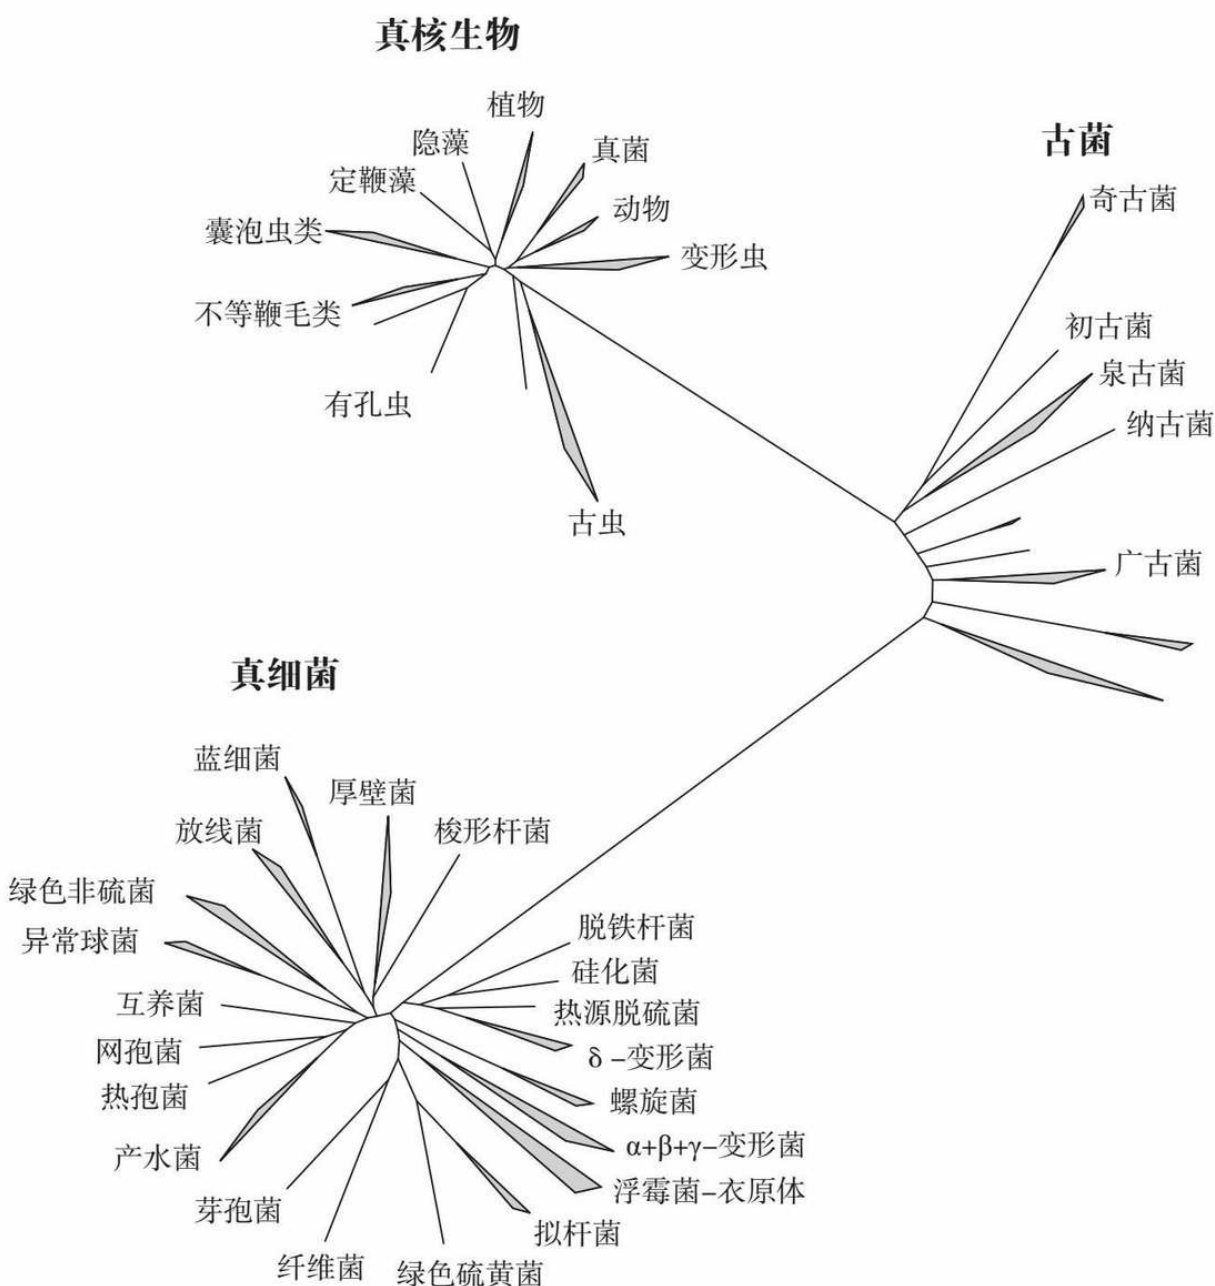 真核生物
植物
隐藻
真菌
定鞭藻
动物
囊泡虫类
变形虫
不等鞭毛类
有孔虫
古虫
古菌
奇古菌
初古菌
泉古菌
纳古菌
广古菌
真细菌
蓝细菌
厚壁菌
放线菌
梭形杆菌
绿色非硫菌
异常球菌
脱铁杆菌
硅化菌
互养菌
热源脱硫菌
网孢菌
δ–变形菌
热孢菌
螺旋菌
产水菌
α+β+γ–变形菌
浮霉菌–衣原体
芽孢菌
拟杆菌
纤维菌
绿色硫黄菌